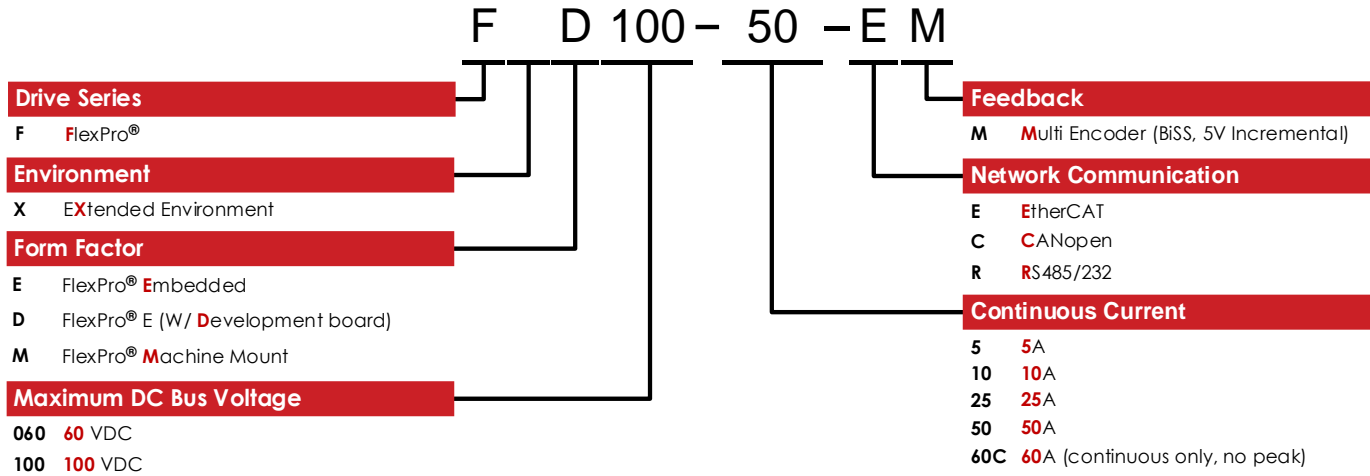 F D 100 – 50 – E M
Drive Series
F FlexPro®
Environment
X EXtended Environment
Form Factor
E FlexPro® Embedded
D FlexPro® E (W/ Development board)
M FlexPro® Machine Mount
Maximum DC Bus Voltage
060 60 VDC
100 100 VDC
Feedback
M Multi Encoder (BiSS, 5V Incremental)
Network Communication
E EtherCAT
C CANopen
R RS485/232
Continuous Current
5 5A
10 10A
25 25A
50 50A
60C 60A (continuous only, no peak)